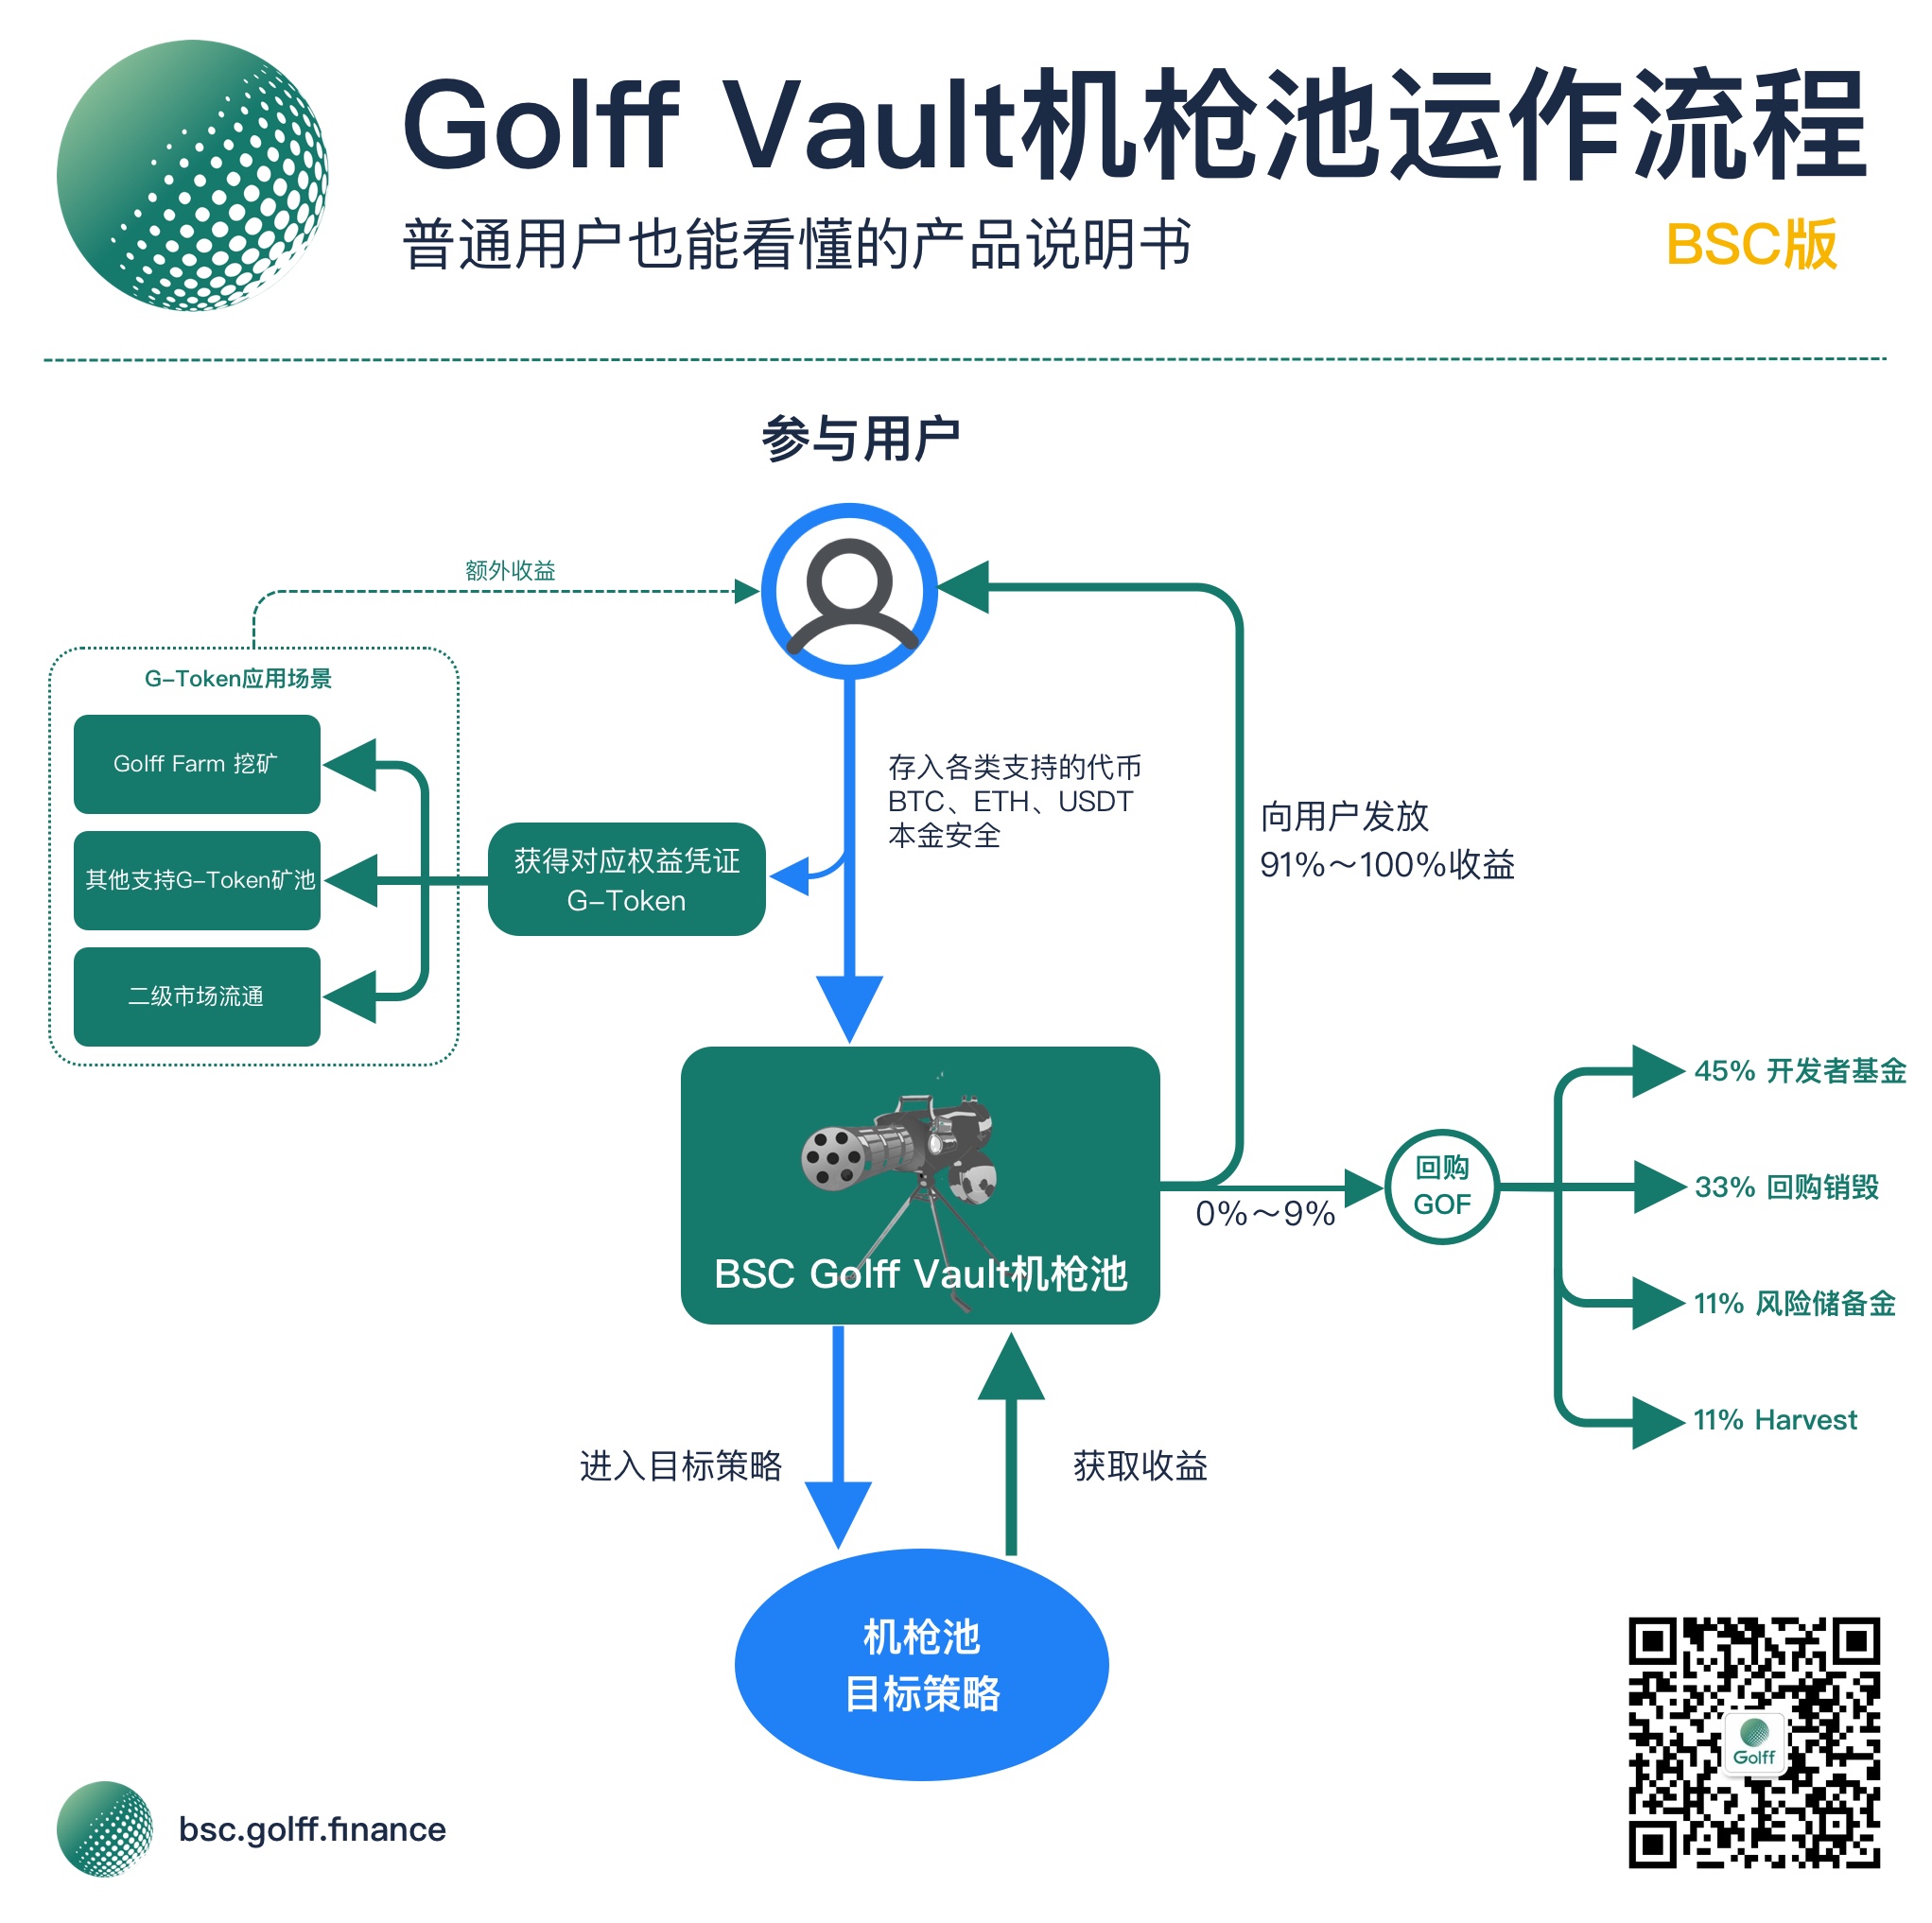 Golff Vault机枪池运作流程
普通用户也能看懂的产品说明书
BSC版
参与用户
额外收益
G-Token应用场景
Golff Farm 挖矿
其他支持G-Token矿池
二级市场流通
获得对应权益凭证
G-Token
存入各类支持的代币
BTC、ETH、USDT
本金安全
向用户发放
91%～100%收益
BSC Golff Vault机枪池
0%～9%
回购
GOF
45% 开发者基金
33% 回购销毁
11% 风险储备金
11% Harvest
进入目标策略
获取收益
机枪池
目标策略
Golff
bsc.golff.finance